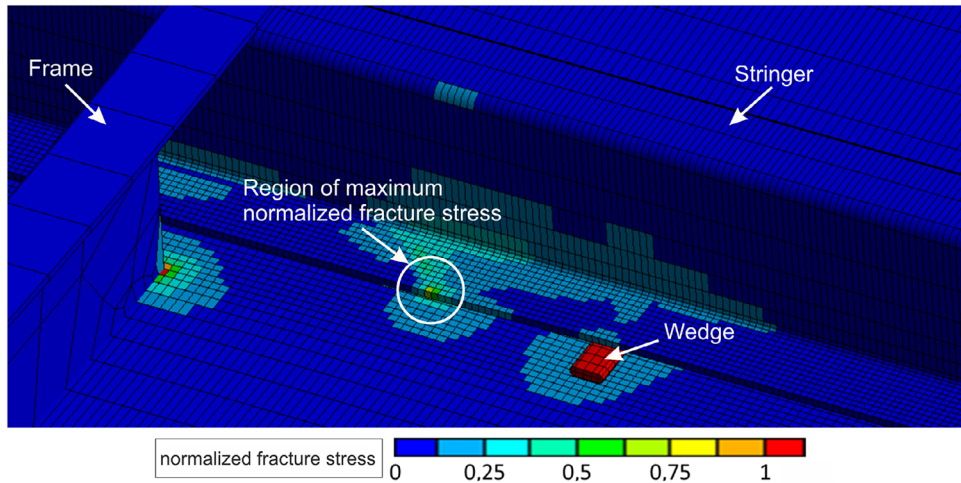 Frame
Stringer
Region of maximum
normalized fracture stress
Wedge
normalized fracture stress
0 0,25 0,5 0,75 1